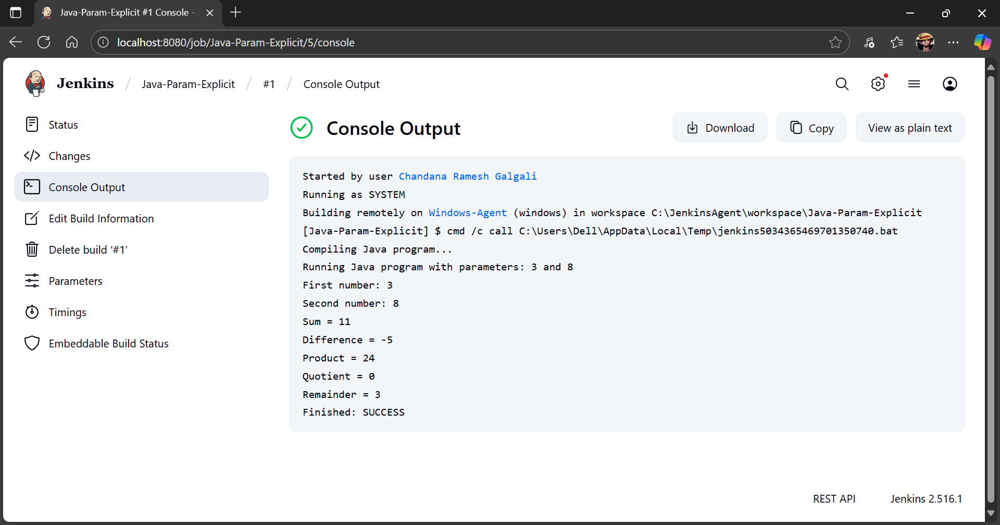 Java-Param-Explicit #1 Console -
localhost:8080/job/Java-Param-Explicit/5/console
Jenkins / Java-Param-Explicit / #1 / Console Output
Status
Changes
Console Output
Edit Build Information
Delete build ‘#1’
Parameters
Timings
Embeddable Build Status
Console Output
Download
Copy
View as plain text
Started by user Chandana Ramesh Galgali
Running as SYSTEM
Building remotely on Windows-Agent (windows) in workspace C:\JenkinsAgent\workspace\Java-Param-Explicit
[Java-Param-Explicit] $ cmd /c call C:\Users\Dell\AppData\Local\Temp\jenkins5034365469701350740.bat
Compiling Java program...
Running Java program with parameters: 3 and 8
First number: 3
Second number: 8
Sum = 11
Difference = -5
Product = 24
Quotient = 0
Remainder = 3
Finished: SUCCESS
REST API
Jenkins 2.516.1